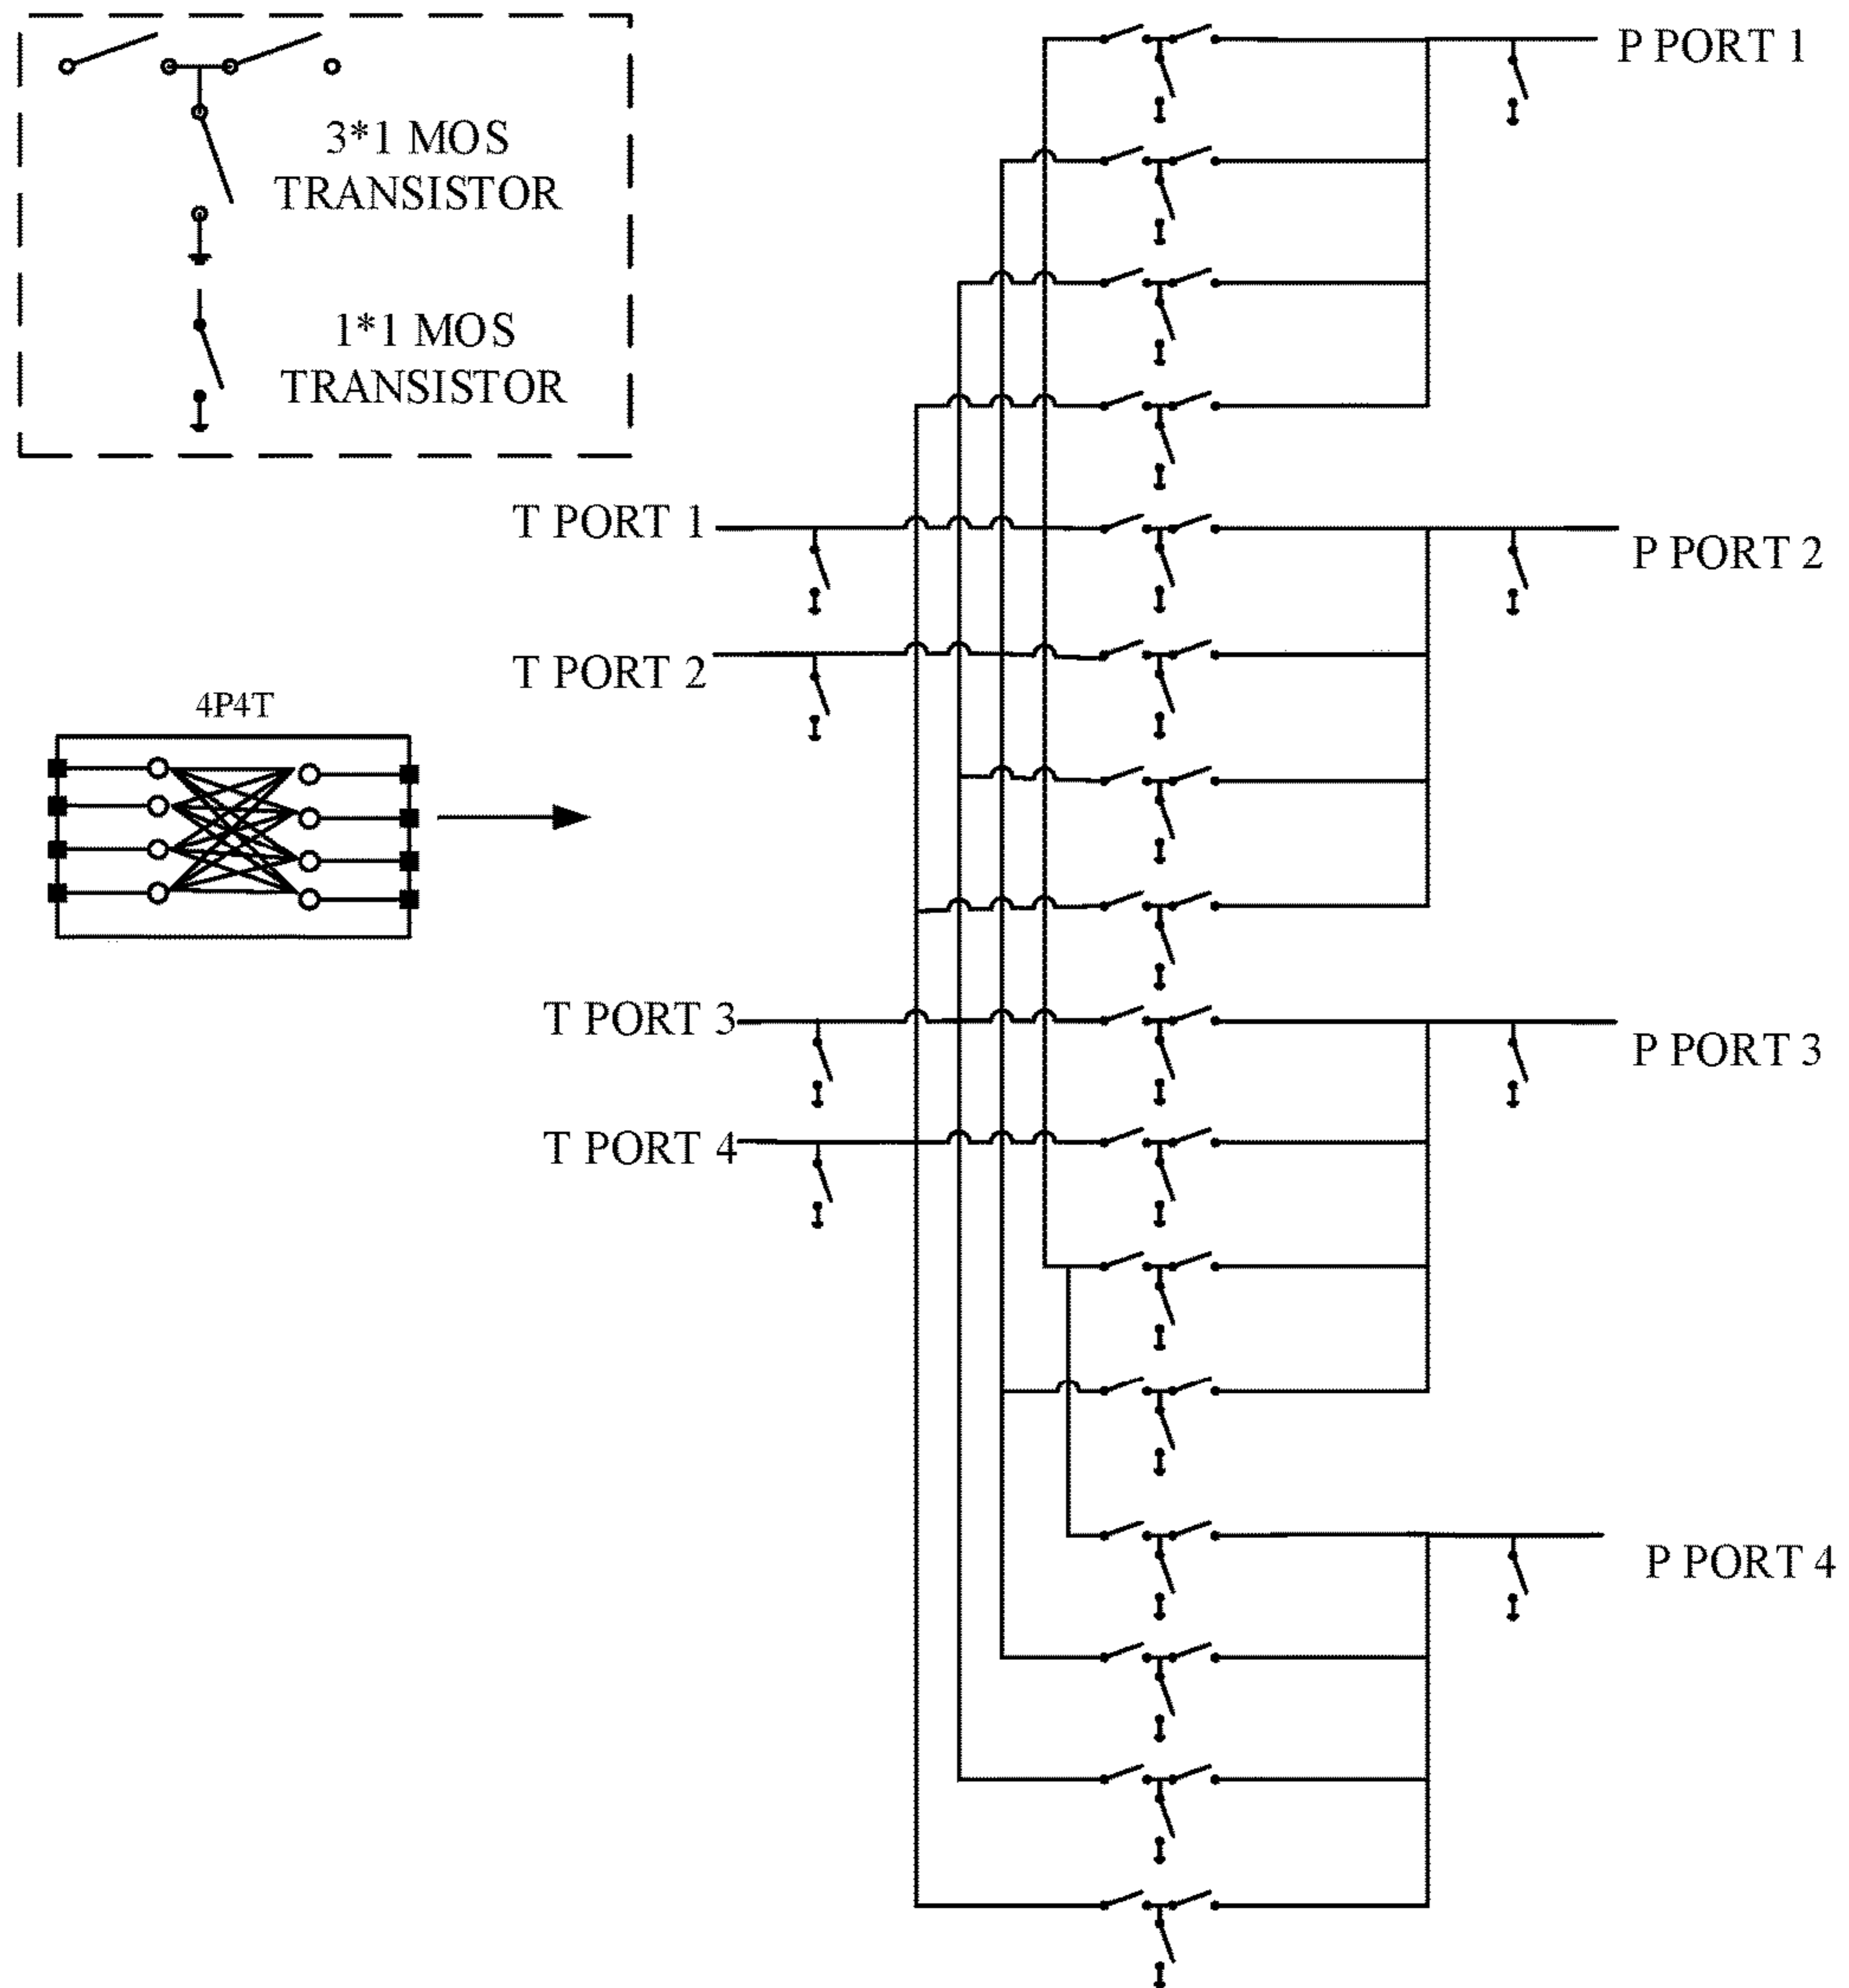 3*1 MOS
TRANSISTOR
1*1 MOS
TRANSISTOR
P PORT 1
T PORT 1
P PORT 2
T PORT 2
4P4T
T PORT 3
P PORT 3
T PORT 4
P PORT 4